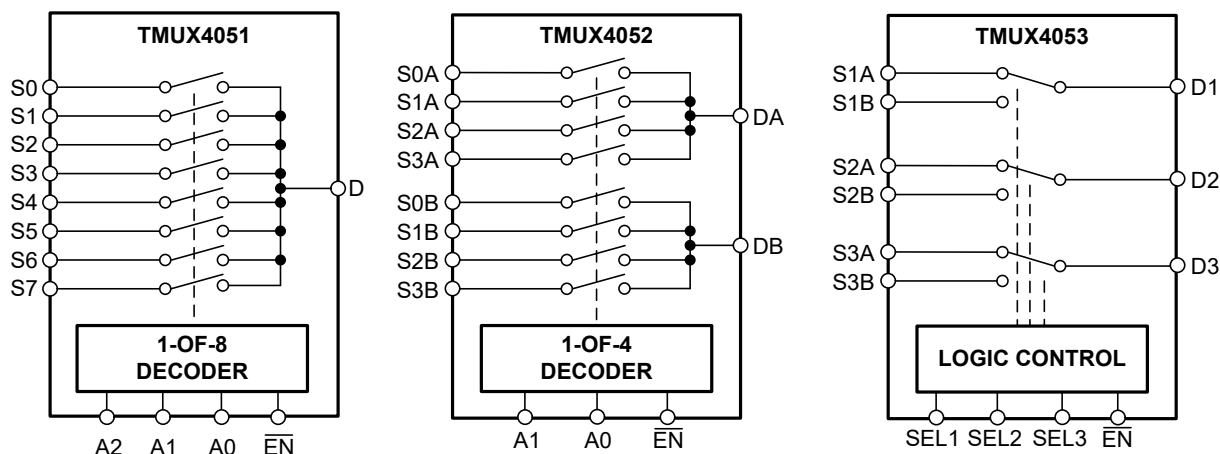 TMUX4051
S0
S1
S2
S3
S4
S5
S6
S7
D
1-OF-8
DECODER
A2 A1 A0 EN
TMUX4052
S0A
S1A
S2A
S3A
DA
S0B
S1B
S2B
S3B
DB
1-OF-4
DECODER
A1 A0 EN
TMUX4053
S1A
D1
S1B
S2A
D2
S2B
S3A
D3
S3B
LOGIC CONTROL
SEL1 SEL2 SEL3 EN